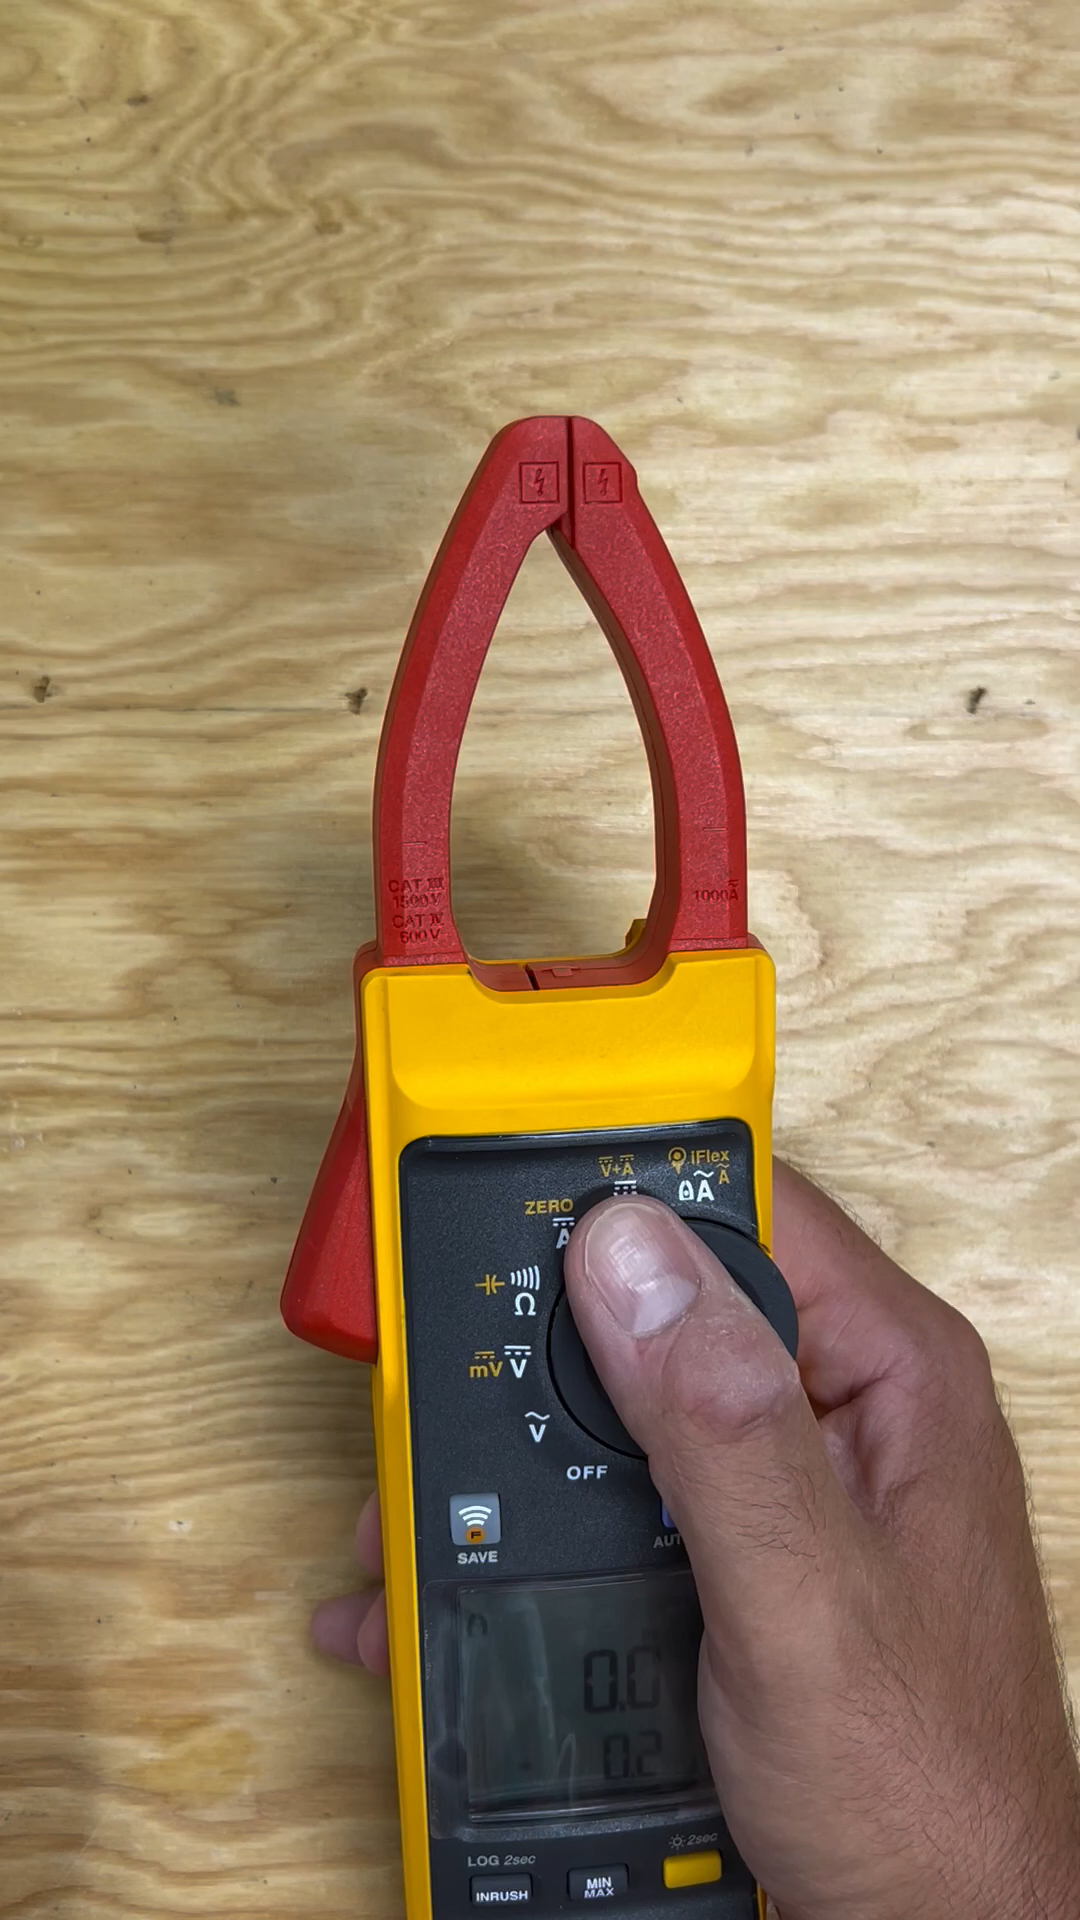 CAT III
1500 V
CAT IV
600 V
1000A
V+A
iFlex
A
A
ZERO
A
Ω
mV V
V
OFF
SAVE
AUT
0.0
0.2
LOG 2sec
2sec
INRUSH
MIN
MAX